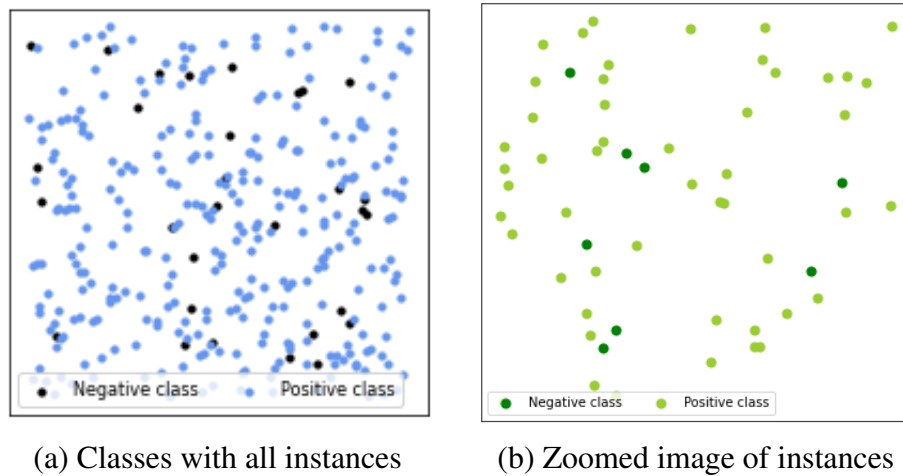 Negative class Positive class
Negative class Positive class
(a) Classes with all instances
(b) Zoomed image of instances